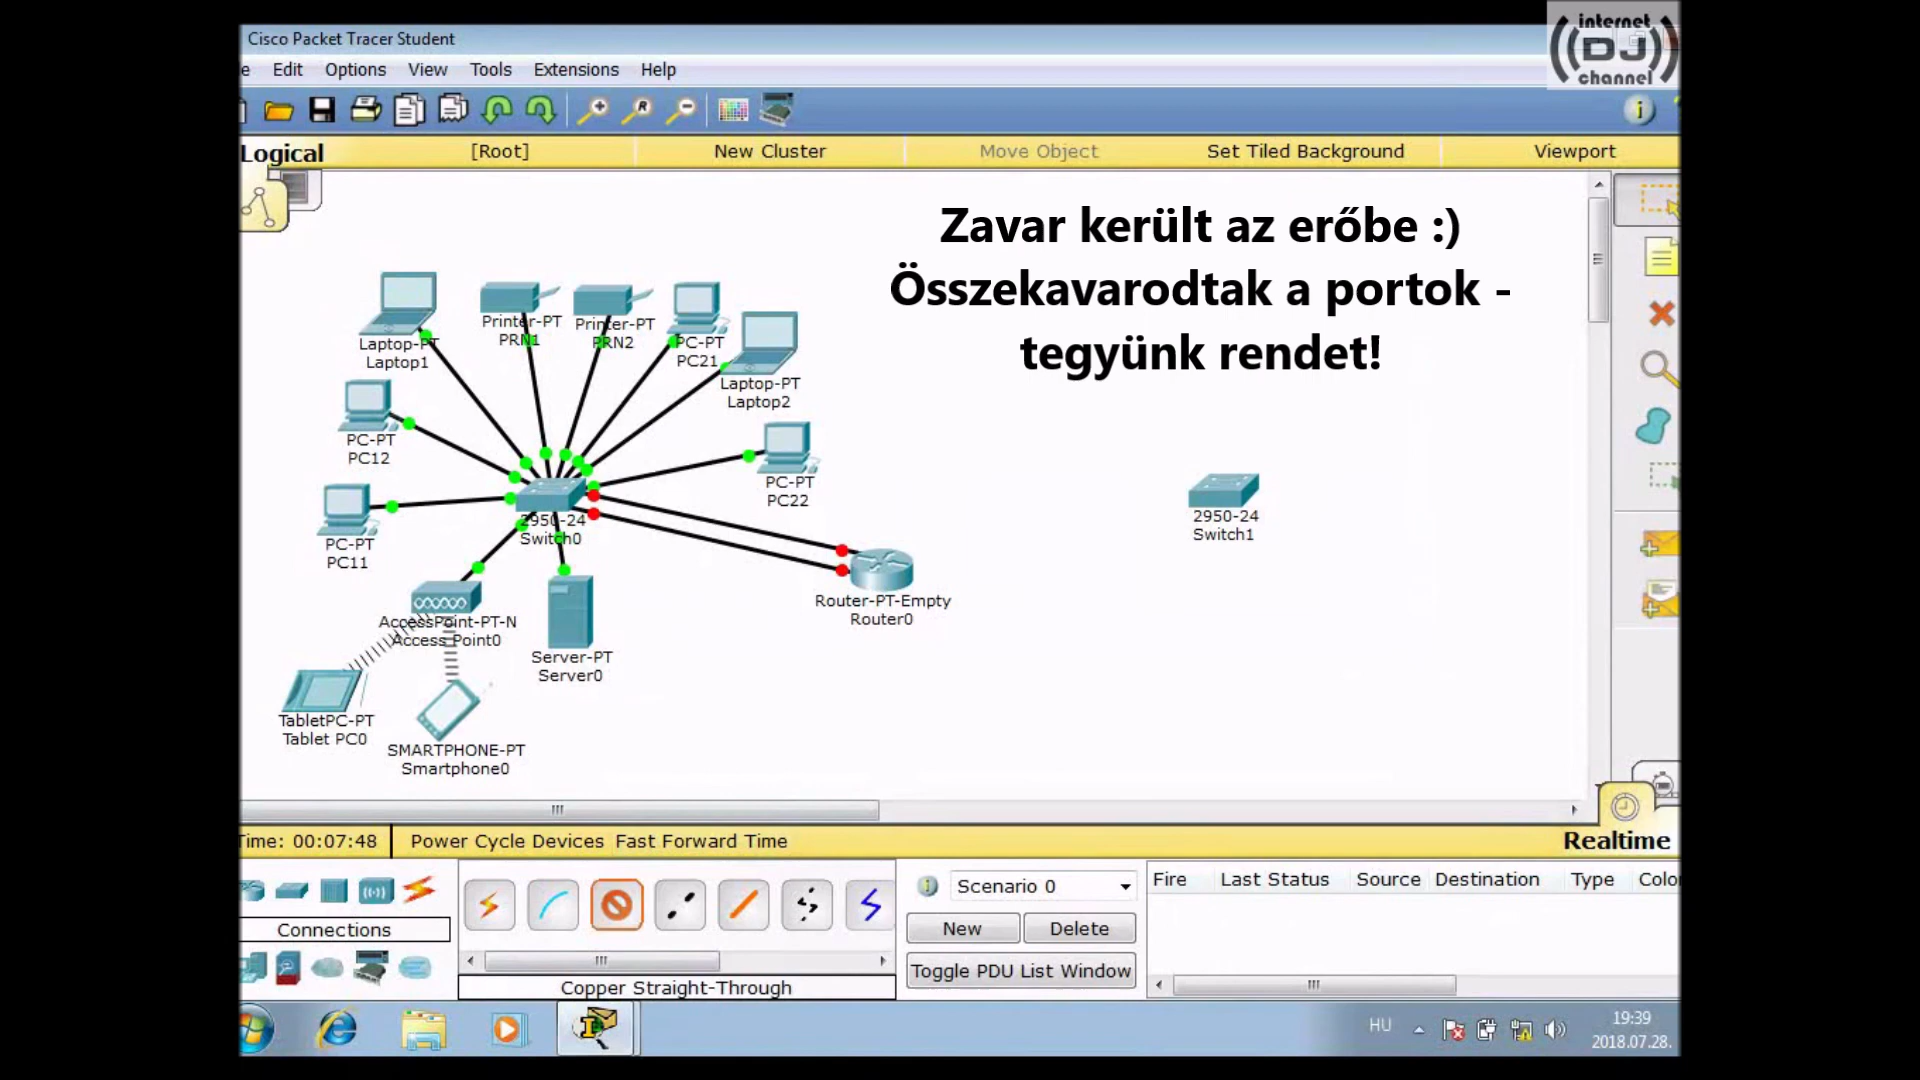 internet
DJ
channel
Cisco Packet Tracer Student
e Edit Options View Tools Extensions Help
Logical [Root] New Cluster Move Object Set Tiled Background Viewport
Zavar került az erőbe :)
Összekavarodtak a portok -
tegyünk rendet!
Laptop-PT
Laptop1
Printer-PT
PRN1
Printer-PT
PRN2
PC-PT
PC21
Laptop-PT
Laptop2
PC-PT
PC12
PC-PT
PC22
PC-PT
PC11
2950-24
Switch0
2950-24
Switch1
Router-PT-Empty
Router0
AccessPoint-PT-N
Access Point0
Server-PT
Server0
TabletPC-PT
Tablet PC0
SMARTPHONE-PT
Smartphone0
Time: 00:07:48 Power Cycle Devices Fast Forward Time Realtime
Connections
Copper Straight-Through
Scenario 0
New Delete
Toggle PDU List Window
Fire Last Status Source Destination Type Color
HU
19:39
2018.07.28.